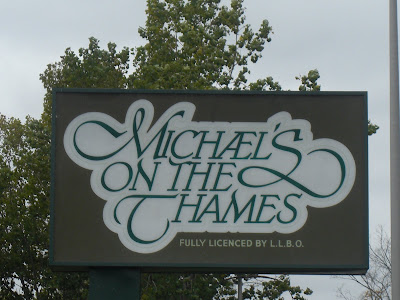 MICHAEL'S
ON THE
THAMES
FULLY LICENCED BY L.L.B.O.